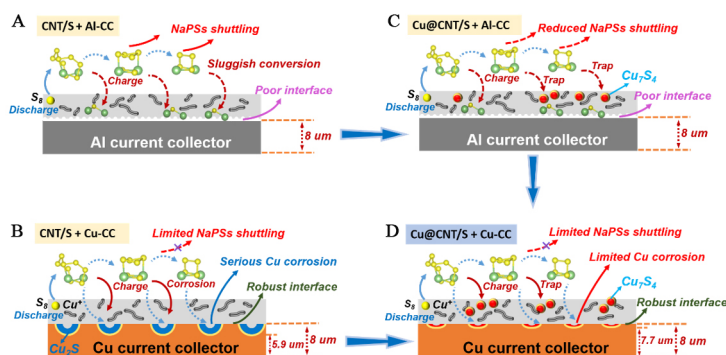 A
CNT/S + Al-CC
NaPSs shuttling
Sluggish conversion
Charge
S8
Discharge
Poor interface
Al current collector
8 um
C
Cu@CNT/S + Al-CC
Reduced NaPSs shuttling
Charge
Trap
Trap
Cu7S4
S8
Discharge
Poor interface
Al current collector
8 um
B
CNT/S + Cu-CC
Limited NaPSs shuttling
Serious Cu corrosion
Charge
Corrosion
Robust interface
S8
Cu+
Discharge
Cu2S
Cu current collector
5.9 um
8 um
D
Cu@CNT/S + Cu-CC
Limited NaPSs shuttling
Limited Cu corrosion
Charge
Trap
Cu7S4
Robust interface
S8
Cu+
Discharge
Cu current collector
7.7 um
8 um